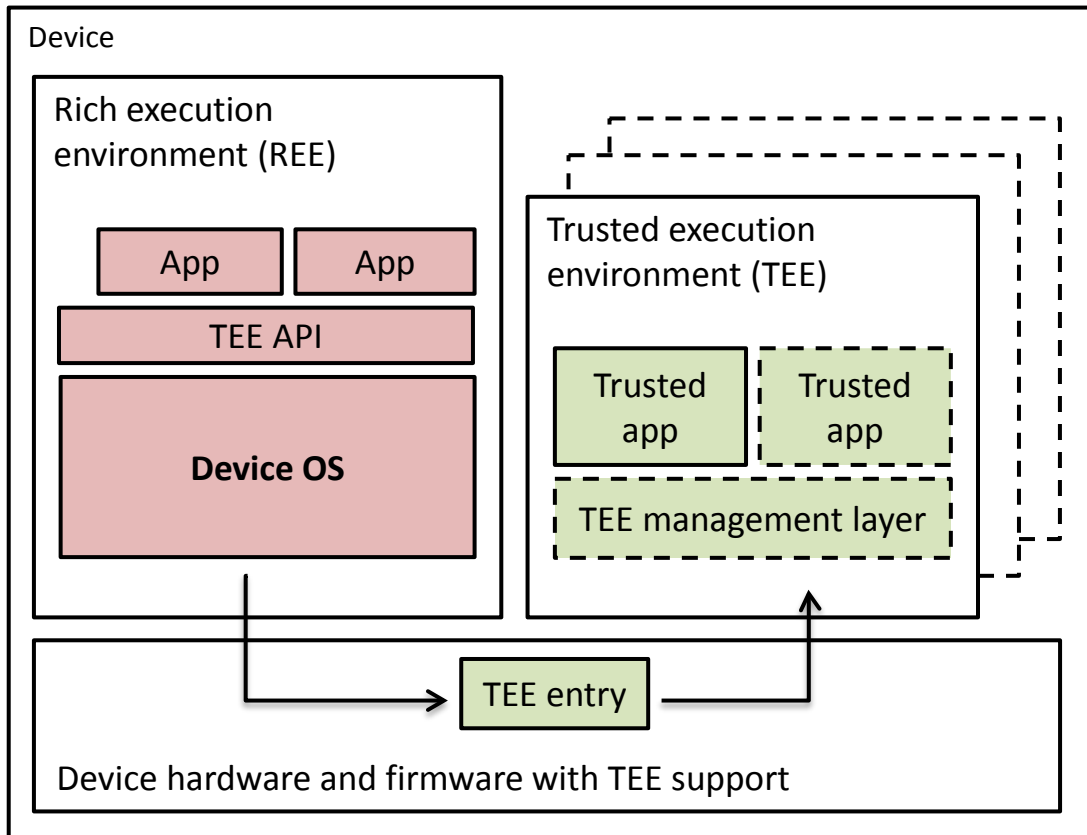 Device
Rich execution
environment (REE)
App
App
TEE API
Device OS
Trusted execution
environment (TEE)
Trusted
app
Trusted
app
TEE management layer
TEE entry
Device hardware and firmware with TEE support